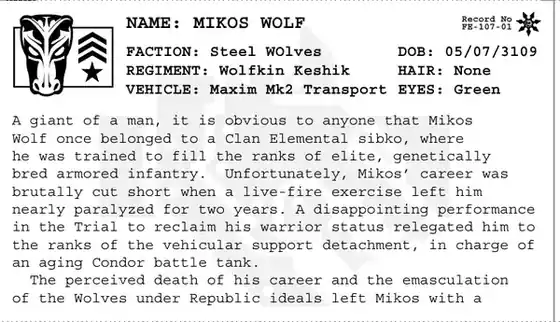 NAME: MIKOS WOLF
Record No
FE-107-01
FACTION: Steel Wolves DOB: 05/07/3109
REGIMENT: Wolfkin Keshik HAIR: None
VEHICLE: Maxim Mk2 Transport EYES: Green
A giant of a man, it is obvious to anyone that Mikos
Wolf once belonged to a Clan Elemental sibko, where
he was trained to fill the ranks of elite, genetically
bred armored infantry. Unfortunately, Mikos' career was
brutally cut short when a live-fire exercise left him
nearly paralyzed for two years. A disappointing performance
in the Trial to reclaim his warrior status relegated him to
the ranks of the vehicular support detachment, in charge of
an aging Condor battle tank.
The perceived death of his career and the emasculation
of the Wolves under Republic ideals left Mikos with a